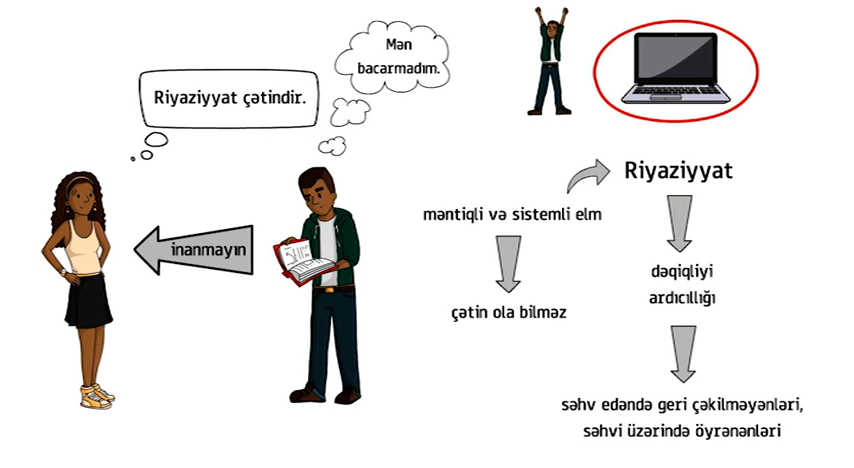 Mən
bacarmadım.
Riyaziyyat çətindir.
inanmayın
Riyaziyyat
məntiqli və sistemli elm
çətin ola bilməz
dəqiqliyi
ardıcıllığı
səhv edəndə geri çəkilməyənləri,
səhvi üzərində öyrənənləri